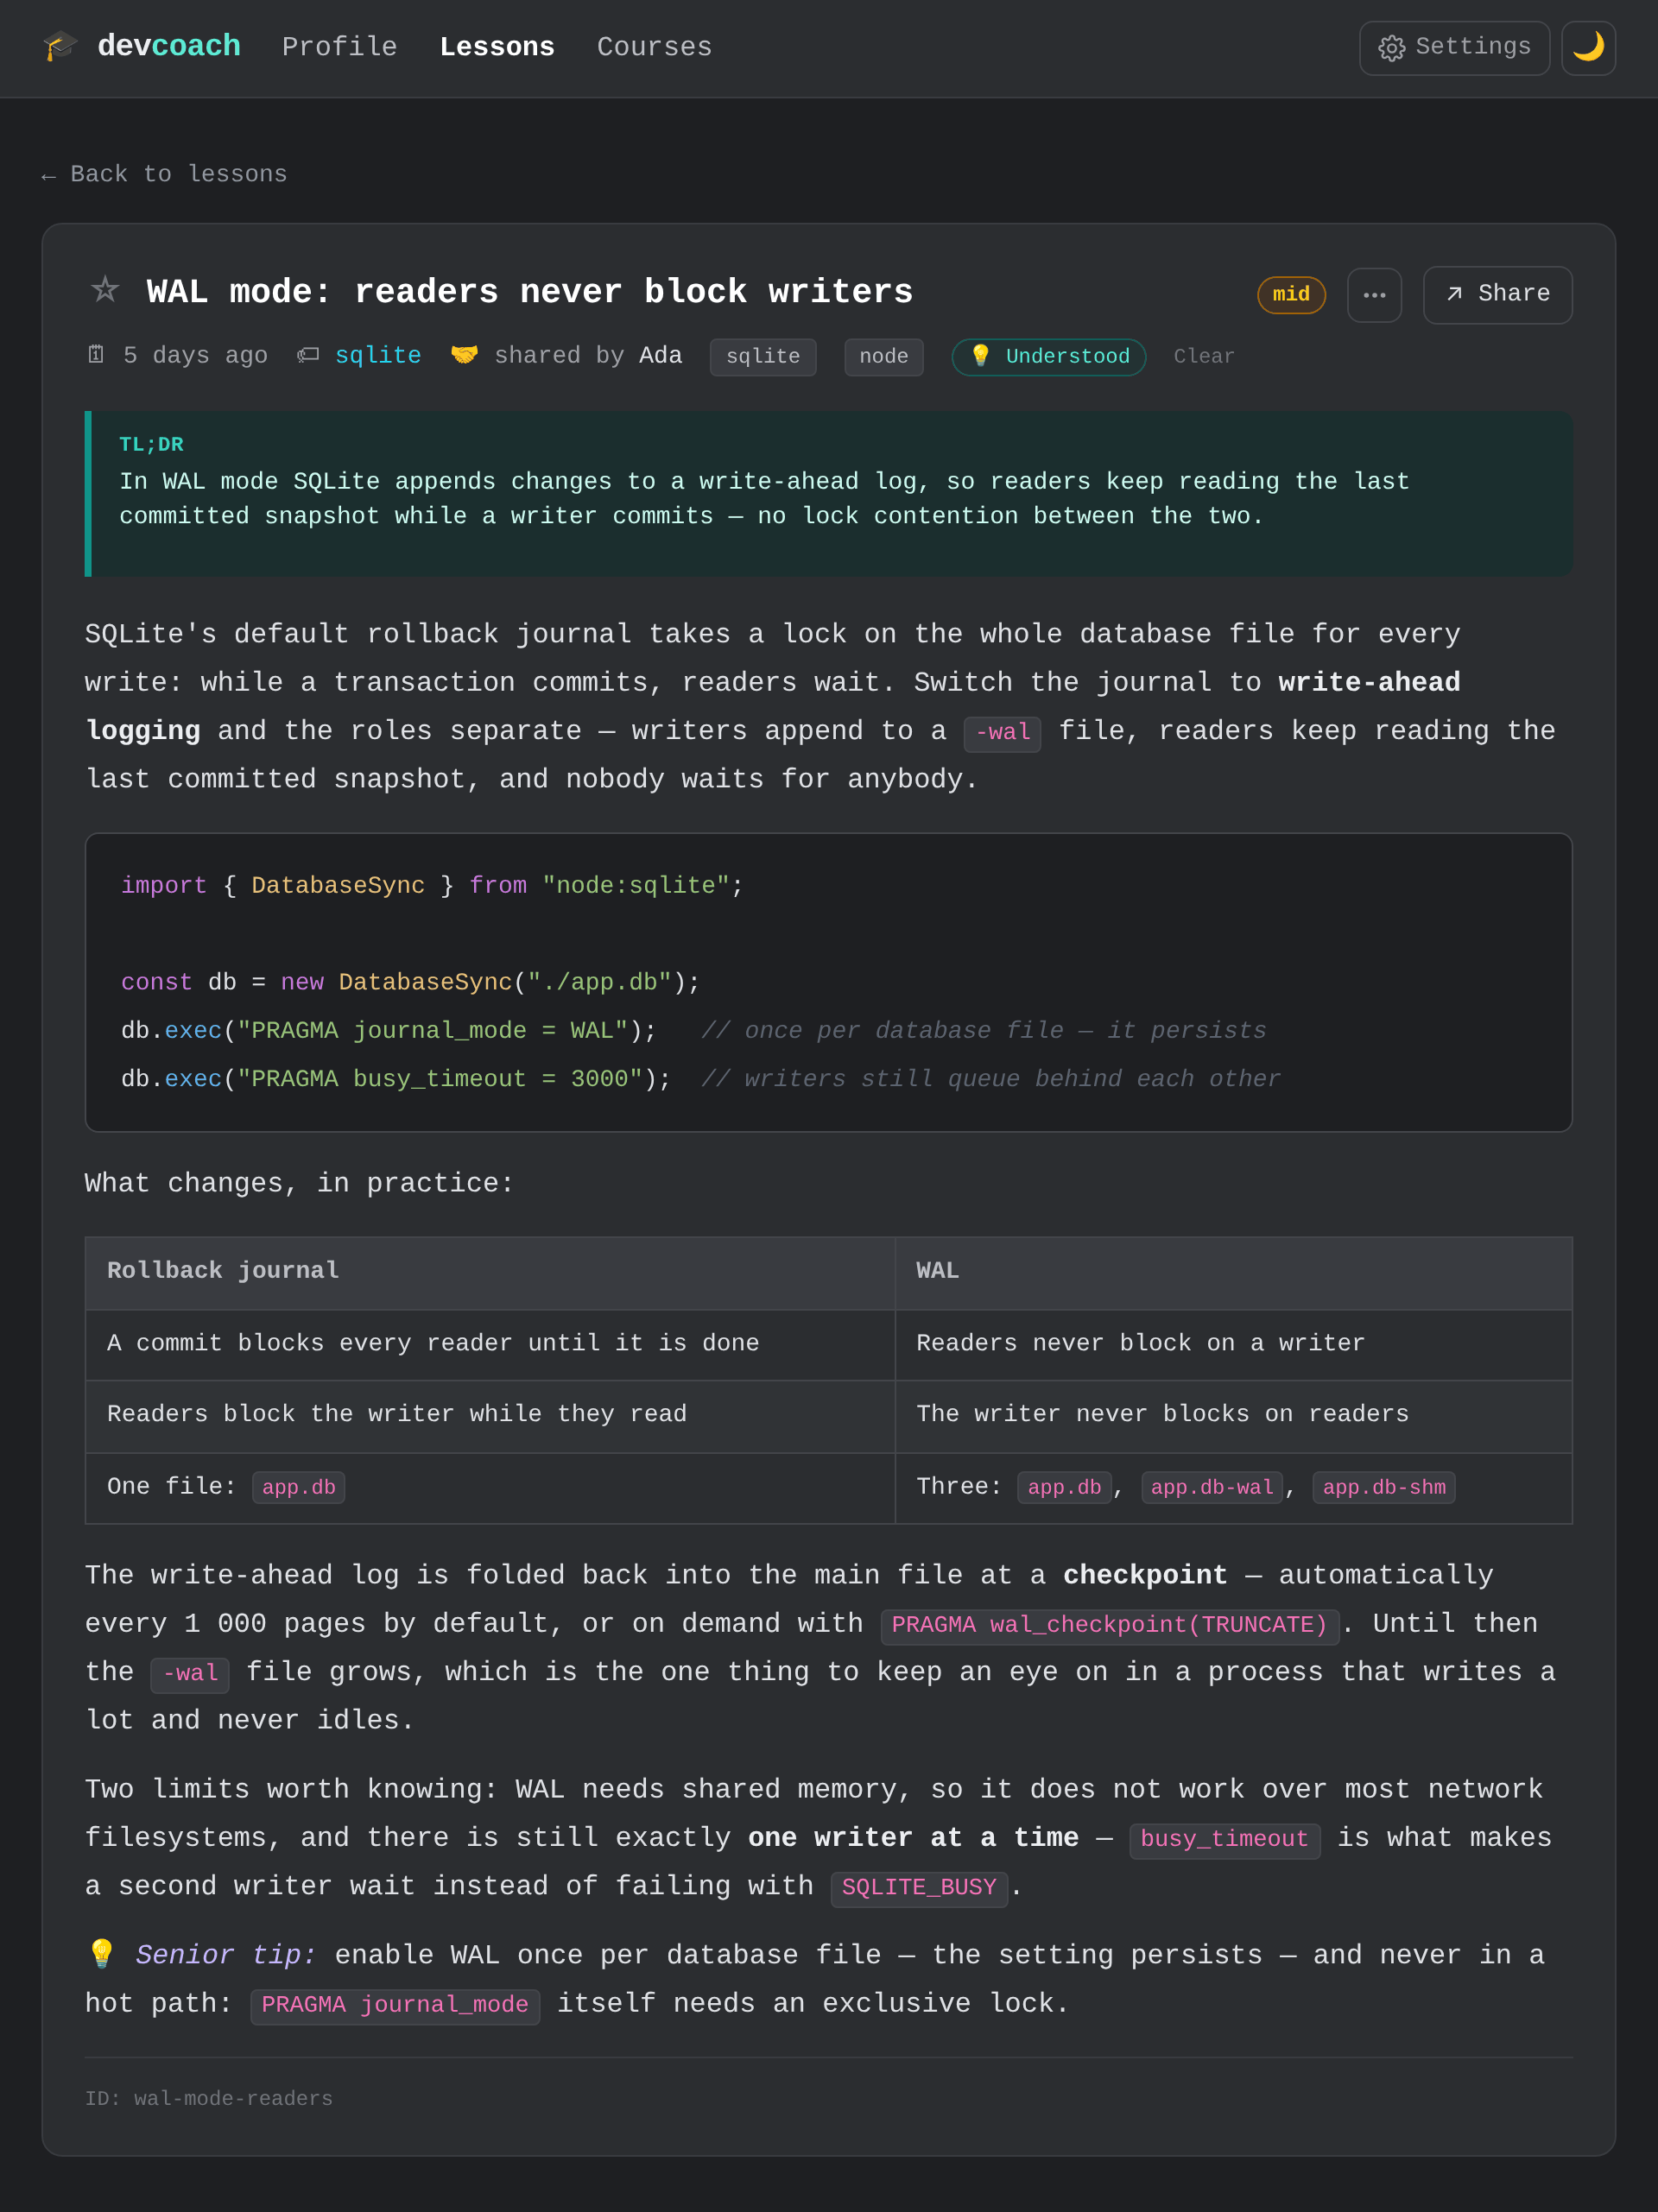 devcoach Profile Lessons Courses Settings
← Back to lessons
WAL mode: readers never block writers mid ••• Share
5 days ago sqlite shared by Ada sqlite node Understood Clear
TL;DR
In WAL mode SQLite appends changes to a write-ahead log, so readers keep reading the last
committed snapshot while a writer commits — no lock contention between the two.
SQLite's default rollback journal takes a lock on the whole database file for every
write: while a transaction commits, readers wait. Switch the journal to write-ahead
logging and the roles separate — writers append to a -wal file, readers keep reading the
last committed snapshot, and nobody waits for anybody.
import { DatabaseSync } from "node:sqlite";
const db = new DatabaseSync("./app.db");
db.exec("PRAGMA journal_mode = WAL");   // once per database file — it persists
db.exec("PRAGMA busy_timeout = 3000");  // writers still queue behind each other
What changes, in practice:
Rollback journal WAL
A commit blocks every reader until it is done Readers never block on a writer
Readers block the writer while they read The writer never blocks on readers
One file: app.db Three: app.db, app.db-wal, app.db-shm
The write-ahead log is folded back into the main file at a checkpoint — automatically
every 1 000 pages by default, or on demand with PRAGMA wal_checkpoint(TRUNCATE). Until then
the -wal file grows, which is the one thing to keep an eye on in a process that writes a
lot and never idles.
Two limits worth knowing: WAL needs shared memory, so it does not work over most network
filesystems, and there is still exactly one writer at a time — busy_timeout is what makes
a second writer wait instead of failing with SQLITE_BUSY.
💡 Senior tip: enable WAL once per database file — the setting persists — and never in a
hot path: PRAGMA journal_mode itself needs an exclusive lock.
ID: wal-mode-readers